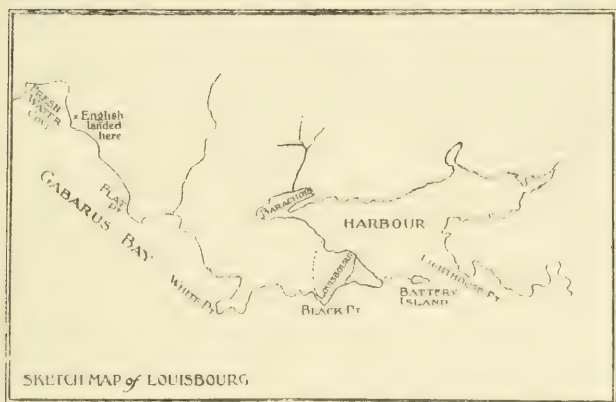 FRESH
WATER
COVE
x English
landed
here
FLAT
PT
GABARUS BAY
WHITE PT
BARACHOIS
HARBOUR
LOUISBOURG
BLACK PT
BATTERY
ISLAND
LIGHTHOUSE PT
SKETCH MAP of LOUISBOURG